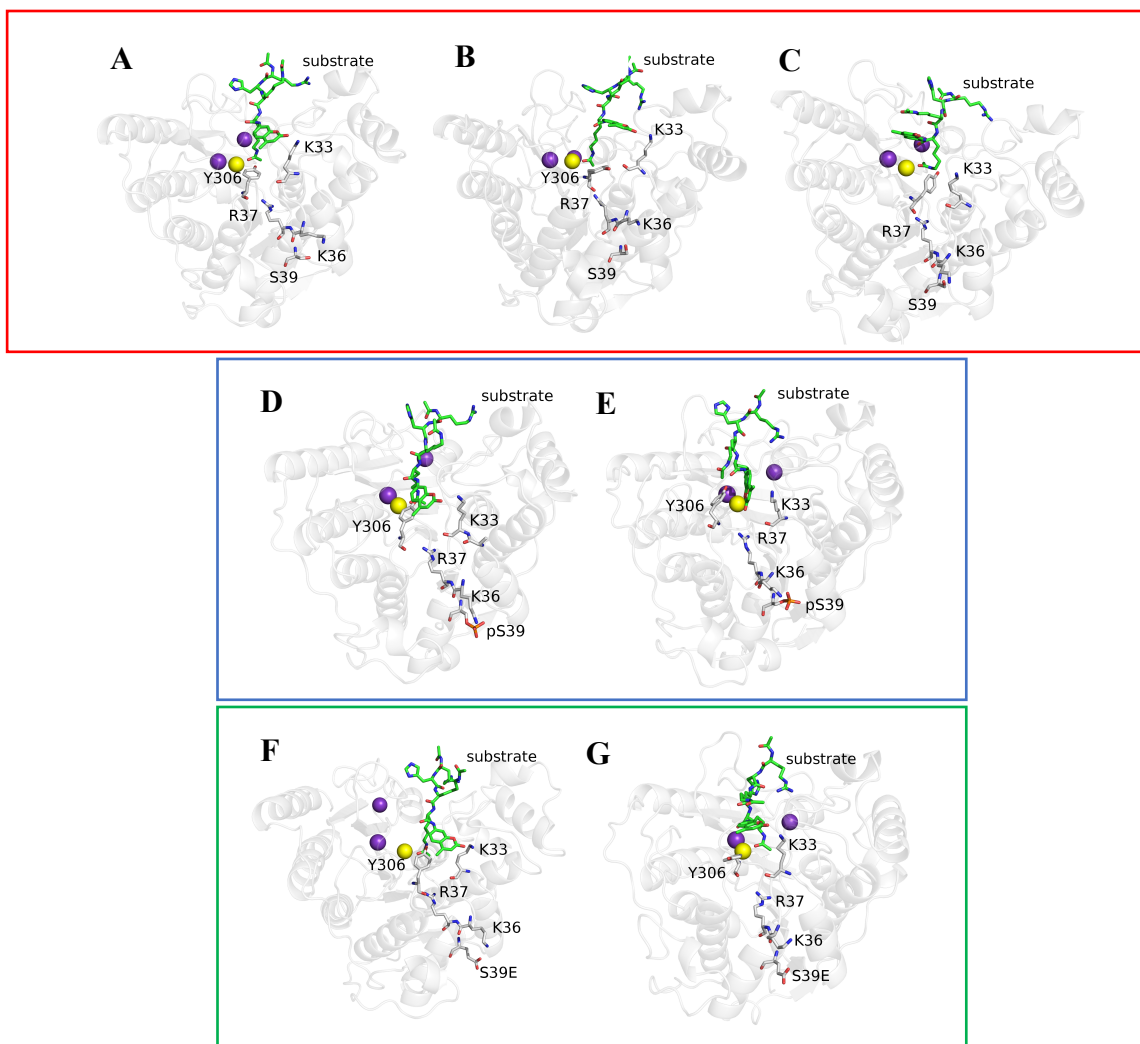 A
substrate
K33
Y306
R37
K36
S39
B
substrate
K33
Y306
R37
K36
S39
C
substrate
K33
R37
K36
S39
D
substrate
K33
Y306
R37
K36
pS39
E
substrate
K33
Y306
R37
K36
pS39
F
substrate
K33
Y306
R37
K36
S39E
G
substrate
K33
Y306
R37
K36
S39E